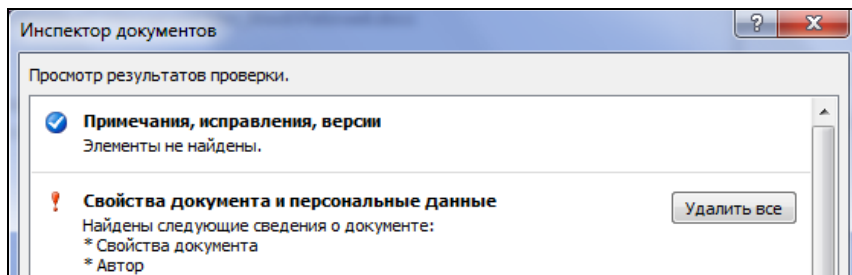 Инспектор документов
?
Просмотр результатов проверки.
Примечания, исправления, версии
Элементы не найдены.
Свойства документа и персональные данные
Удалить все
Найдены следующие сведения о документе:
* Свойства документа
* Автор